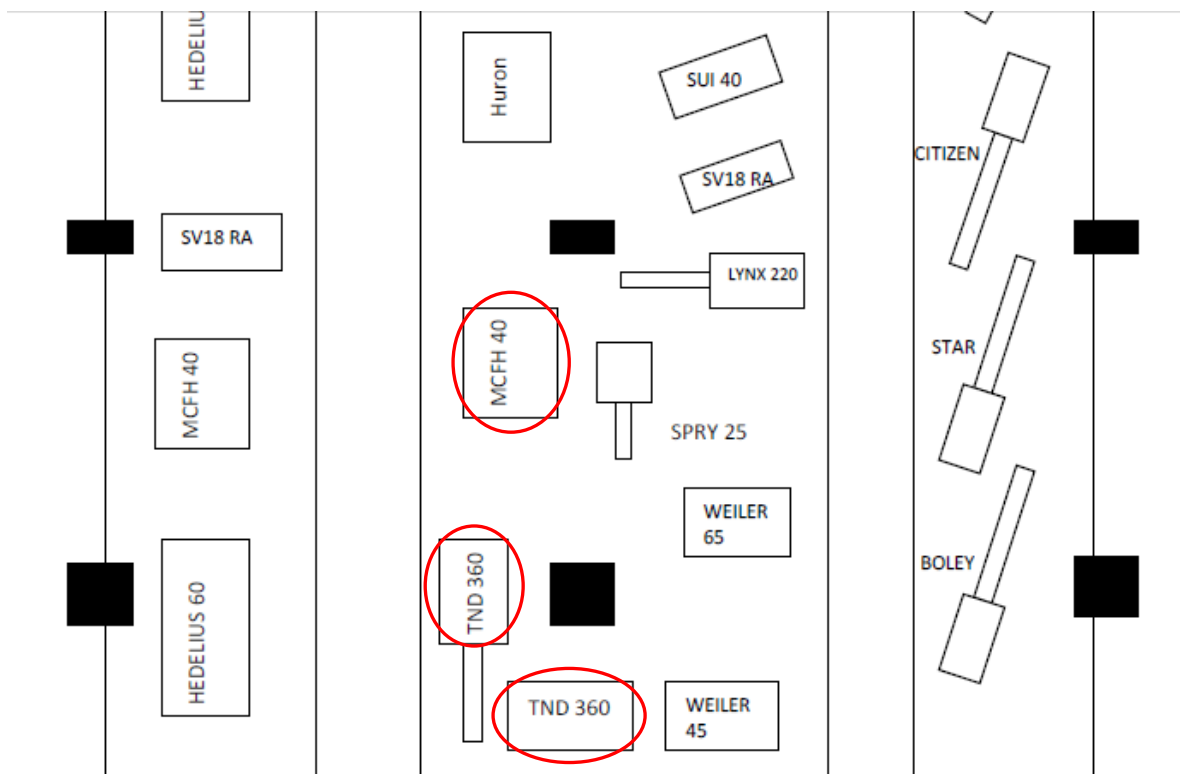 HEDELIU
Huron
SUI 40
CITIZEN
SV18 RA
SV18 RA
LYNX 220
MCFH 40
MCFH 40
STAR
SPRY 25
WEILER
65
TND 360
BOLEY
HEDELIUS 60
TND 360
WEILER
45